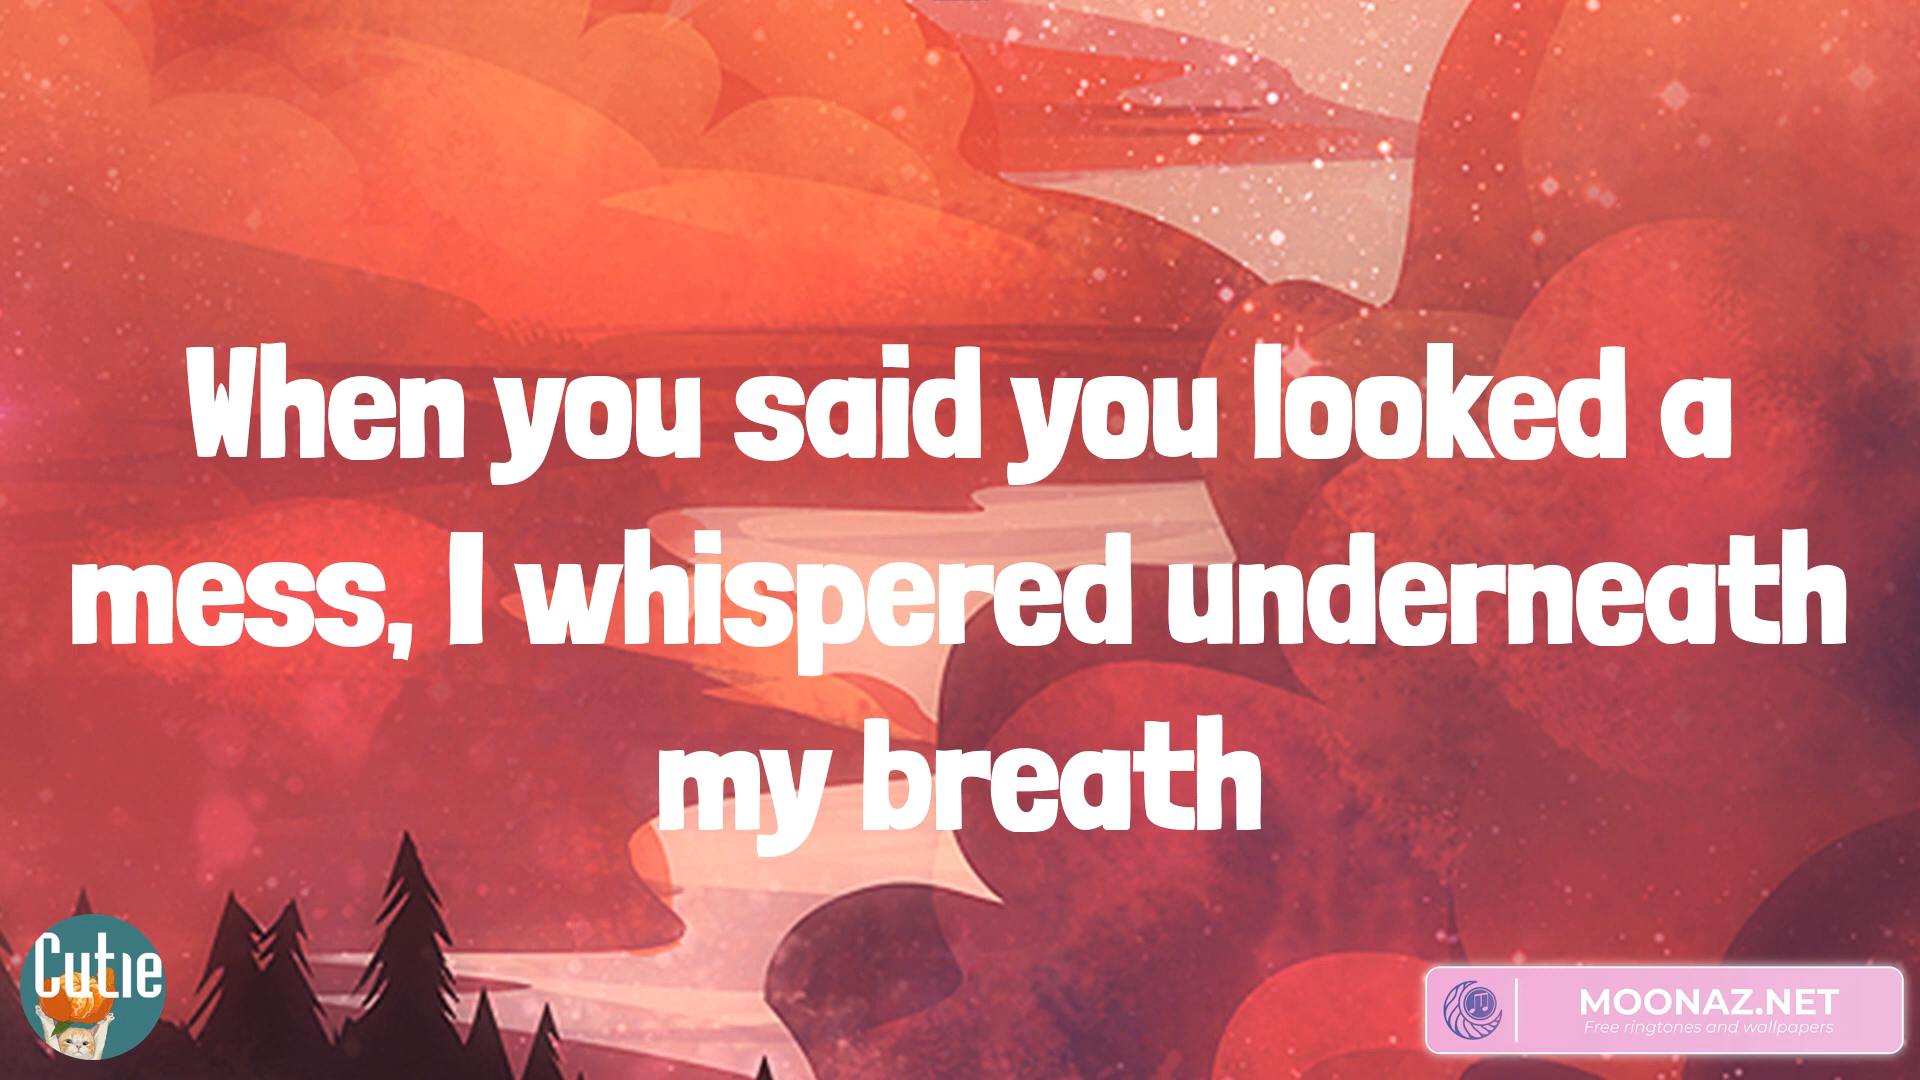 When you said you looked a
mess, I whispered underneath
my breath
Cutie
MOONAZ.NET
Free ringtones and wallpapers